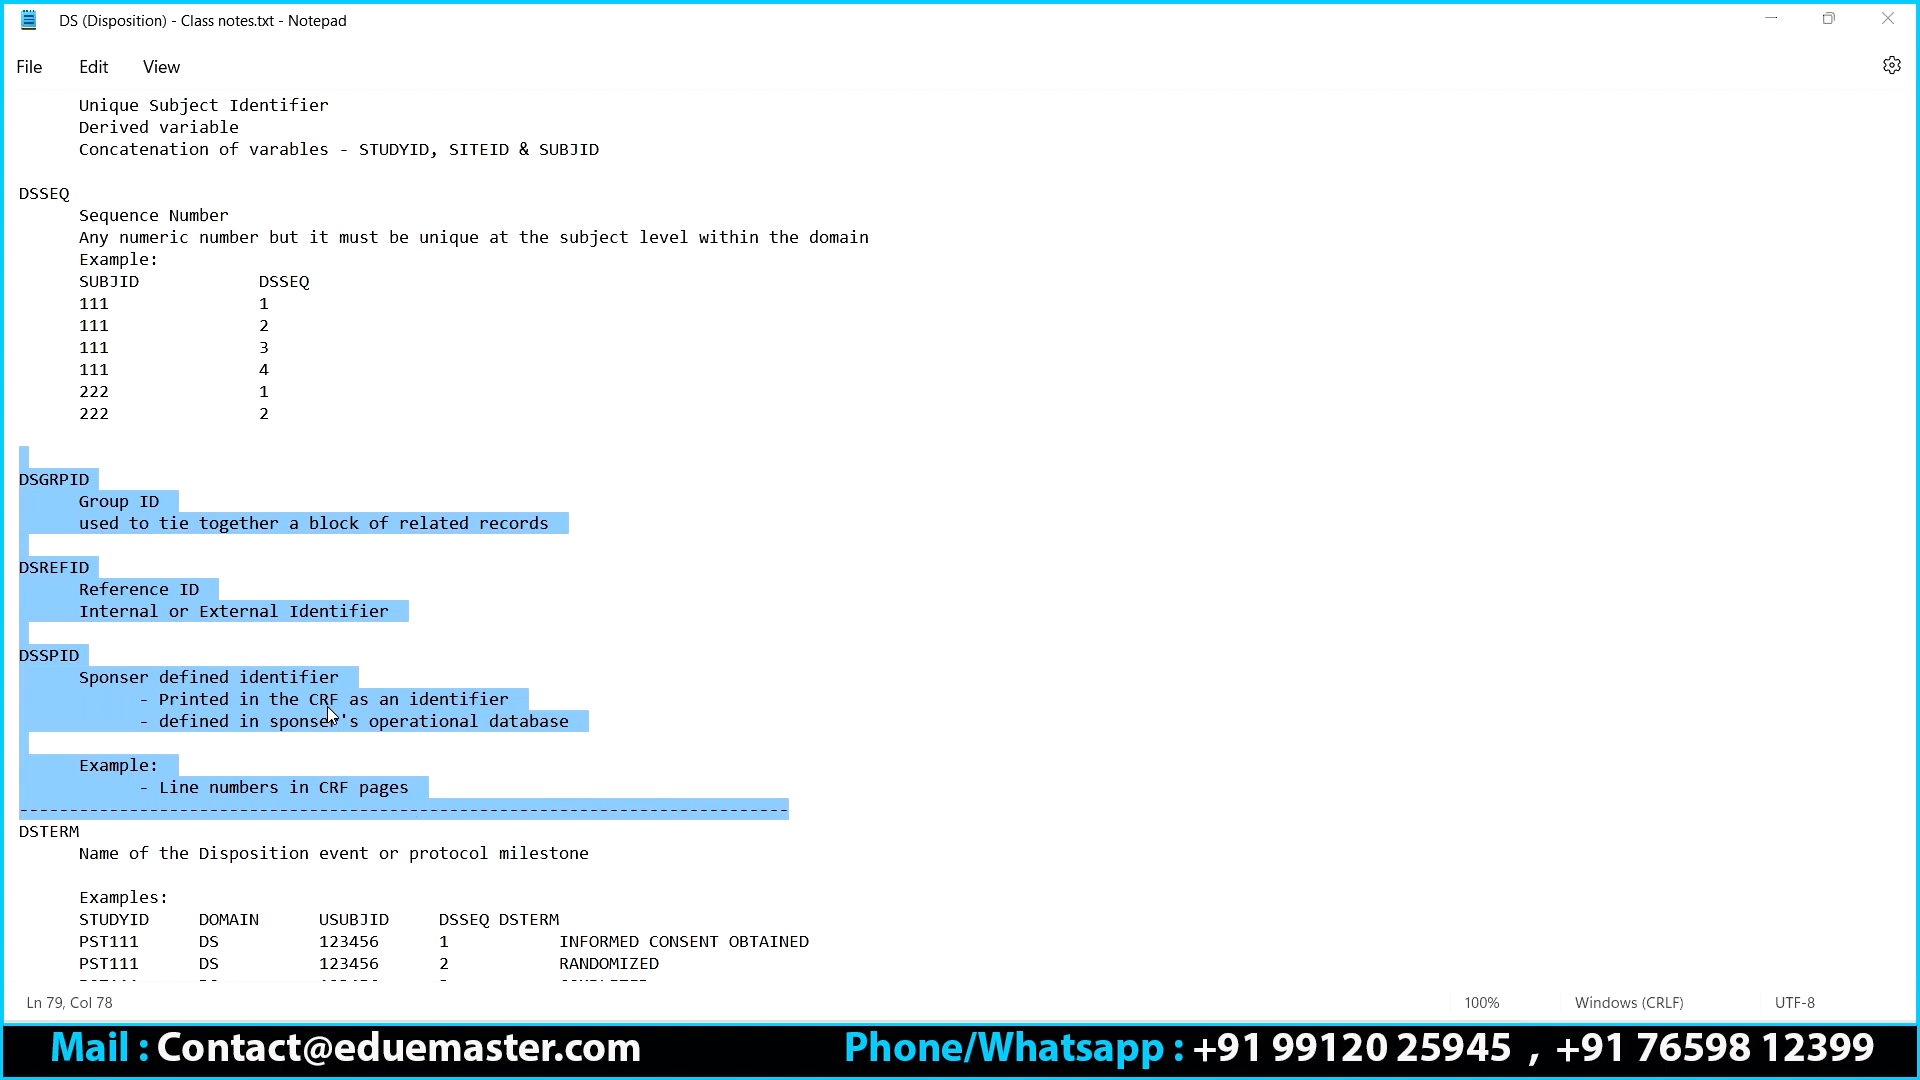 DS (Disposition) - Class notes.txt - Notepad
File Edit View
Unique Subject Identifier
Derived variable
Concatenation of varables - STUDYID, SITEID & SUBJID
DSSEQ
Sequence Number
Any numeric number but it must be unique at the subject level within the domain
Example:
SUBJID DSSEQ
111 1
111 2
111 3
111 4
222 1
222 2
DSGRPID
Group ID
used to tie together a block of related records
DSREFID
Reference ID
Internal or External Identifier
DSSPID
Sponser defined identifier
- Printed in the CRF as an identifier
- defined in sponser's operational database
Example:
- Line numbers in CRF pages
-----------------------------------------------------------------------------
DSTERM
Name of the Disposition event or protocol milestone
Examples:
STUDYID DOMAIN USUBJID DSSEQ DSTERM
PST111 DS 123456 1 INFORMED CONSENT OBTAINED
PST111 DS 123456 2 RANDOMIZED
Ln 79, Col 78 100% Windows (CRLF) UTF-8
Mail : Contact@eduemaster.com Phone/Whatsapp : +91 99120 25945 , +91 76598 12399